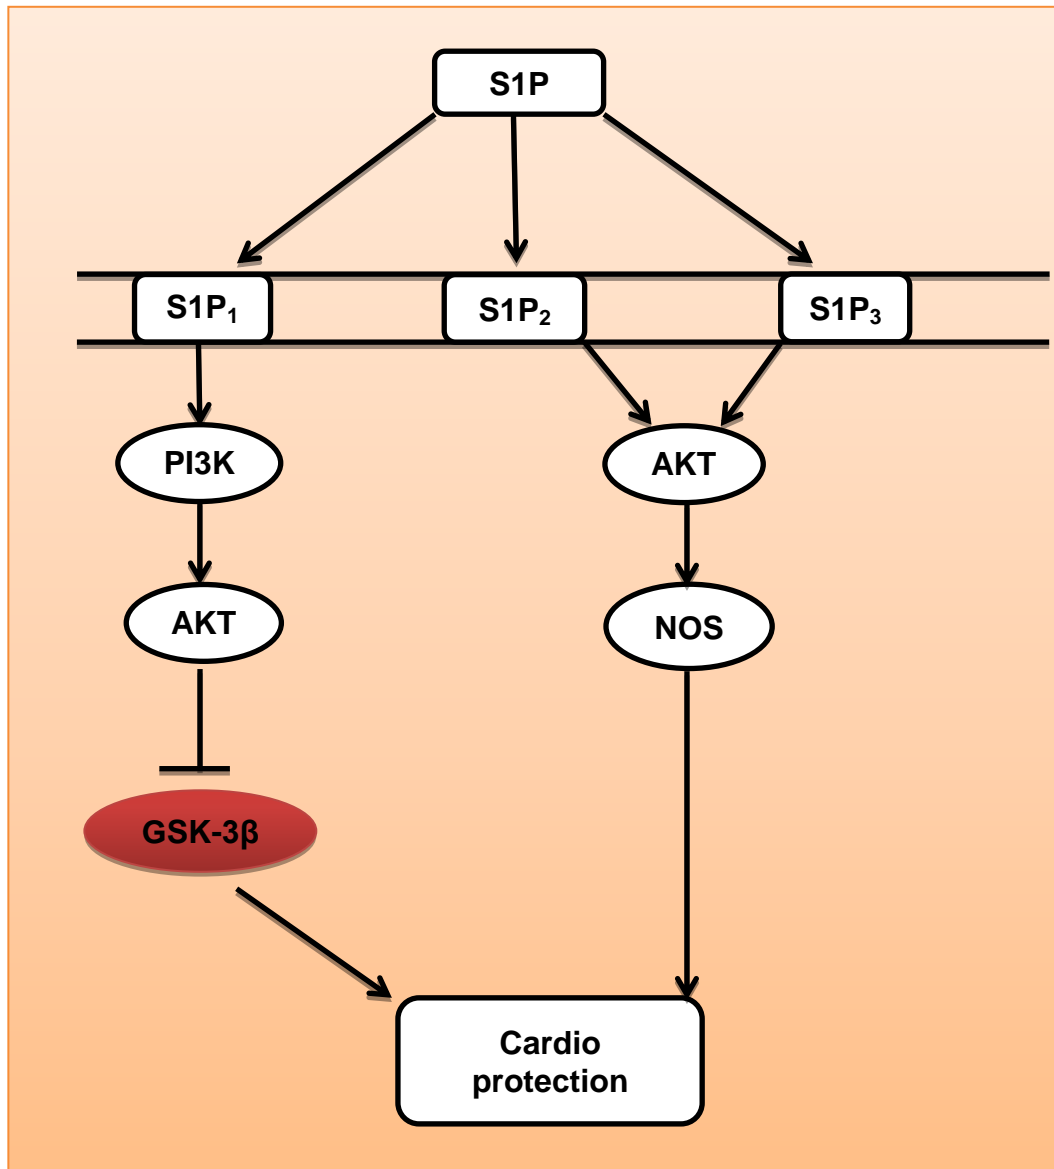 S1P
S1P₁
S1P₂
S1P₃
PI3K
AKT
AKT
NOS
GSK-3β
Cardio
protection